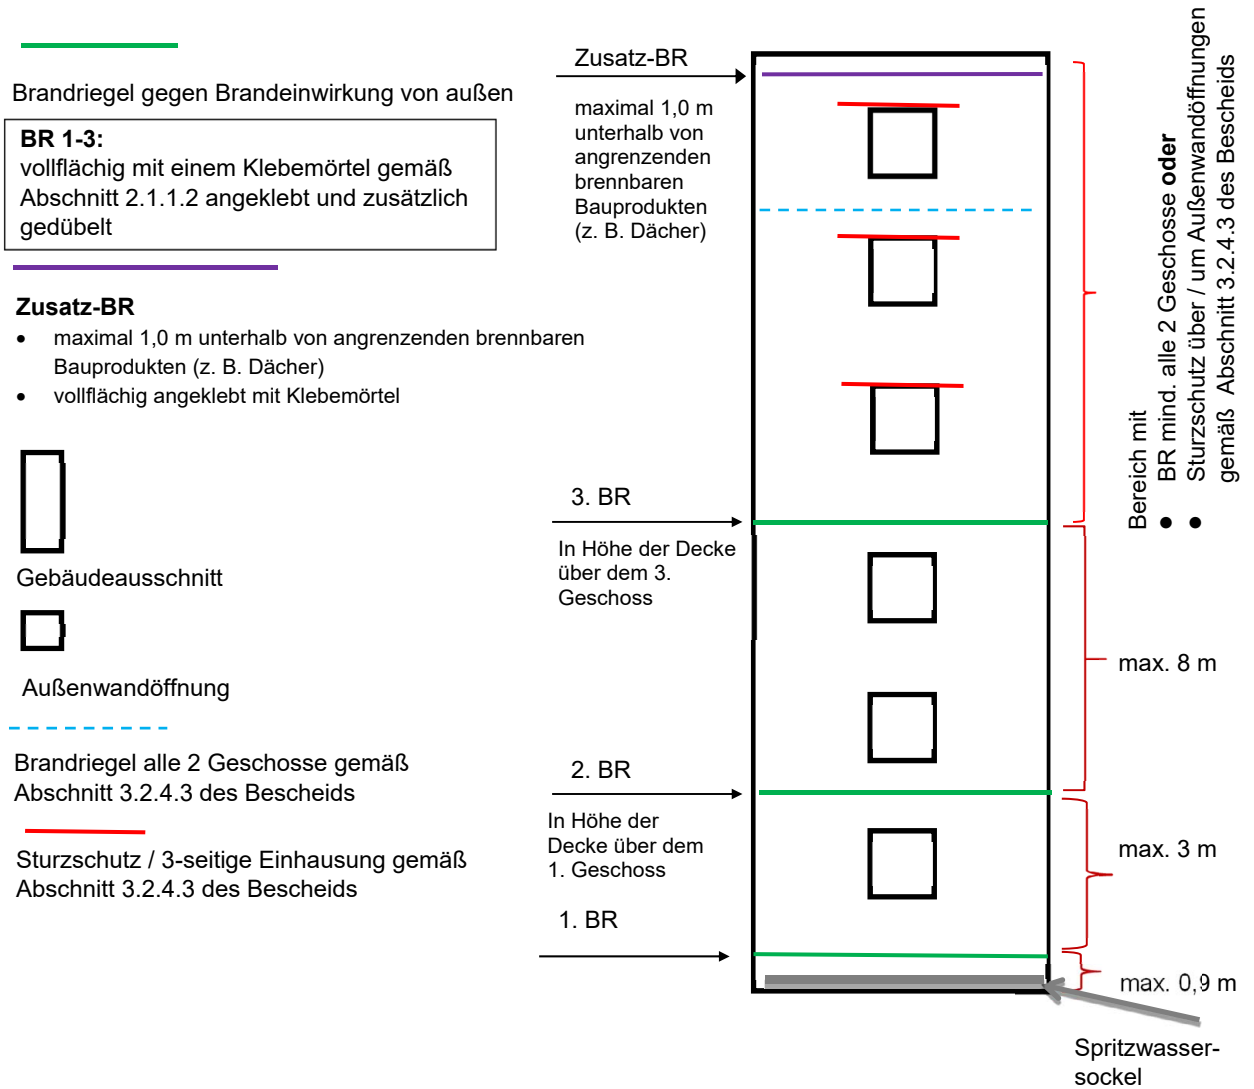 Brandriegel gegen Brandeinwirkung von außen
BR 1-3:
vollflächig mit einem Klebemörtel gemäß
Abschnitt 2.1.1.2 angeklebt und zusätzlich
gedübelt
Zusatz-BR
• maximal 1,0 m unterhalb von angrenzenden brennbaren
Bauprodukten (z. B. Dächer)
• vollflächig angeklebt mit Klebemörtel
Gebäudeausschnitt
Außenwandöffnung
Brandriegel alle 2 Geschosse gemäß
Abschnitt 3.2.4.3 des Bescheids
Sturzschutz / 3-seitige Einhausung gemäß
Abschnitt 3.2.4.3 des Bescheids
Zusatz-BR
maximal 1,0 m
unterhalb von
angrenzenden
brennbaren
Bauprodukten
(z. B. Dächer)
3. BR
In Höhe der Decke
über dem 3.
Geschoss
2. BR
In Höhe der
Decke über dem
1. Geschoss
1. BR
Bereich mit
• BR mind. alle 2 Geschosse oder
• Sturzschutz über / um Außenwandöffnungen
gemäß Abschnitt 3.2.4.3 des Bescheids
max. 8 m
max. 3 m
max. 0,9 m
Spritzwasser-
sockel